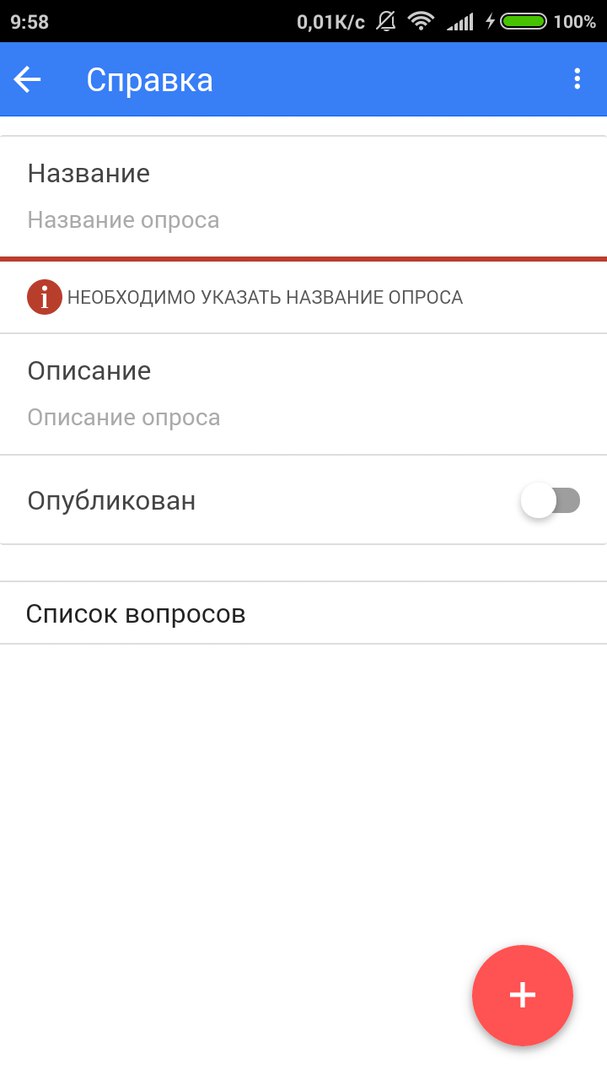 9:58 0,01К/с 100%
Справка
Название
Название опроса
НЕОБХОДИМО УКАЗАТЬ НАЗВАНИЕ ОПРОСА
Описание
Описание опроса
Опубликован
Список вопросов